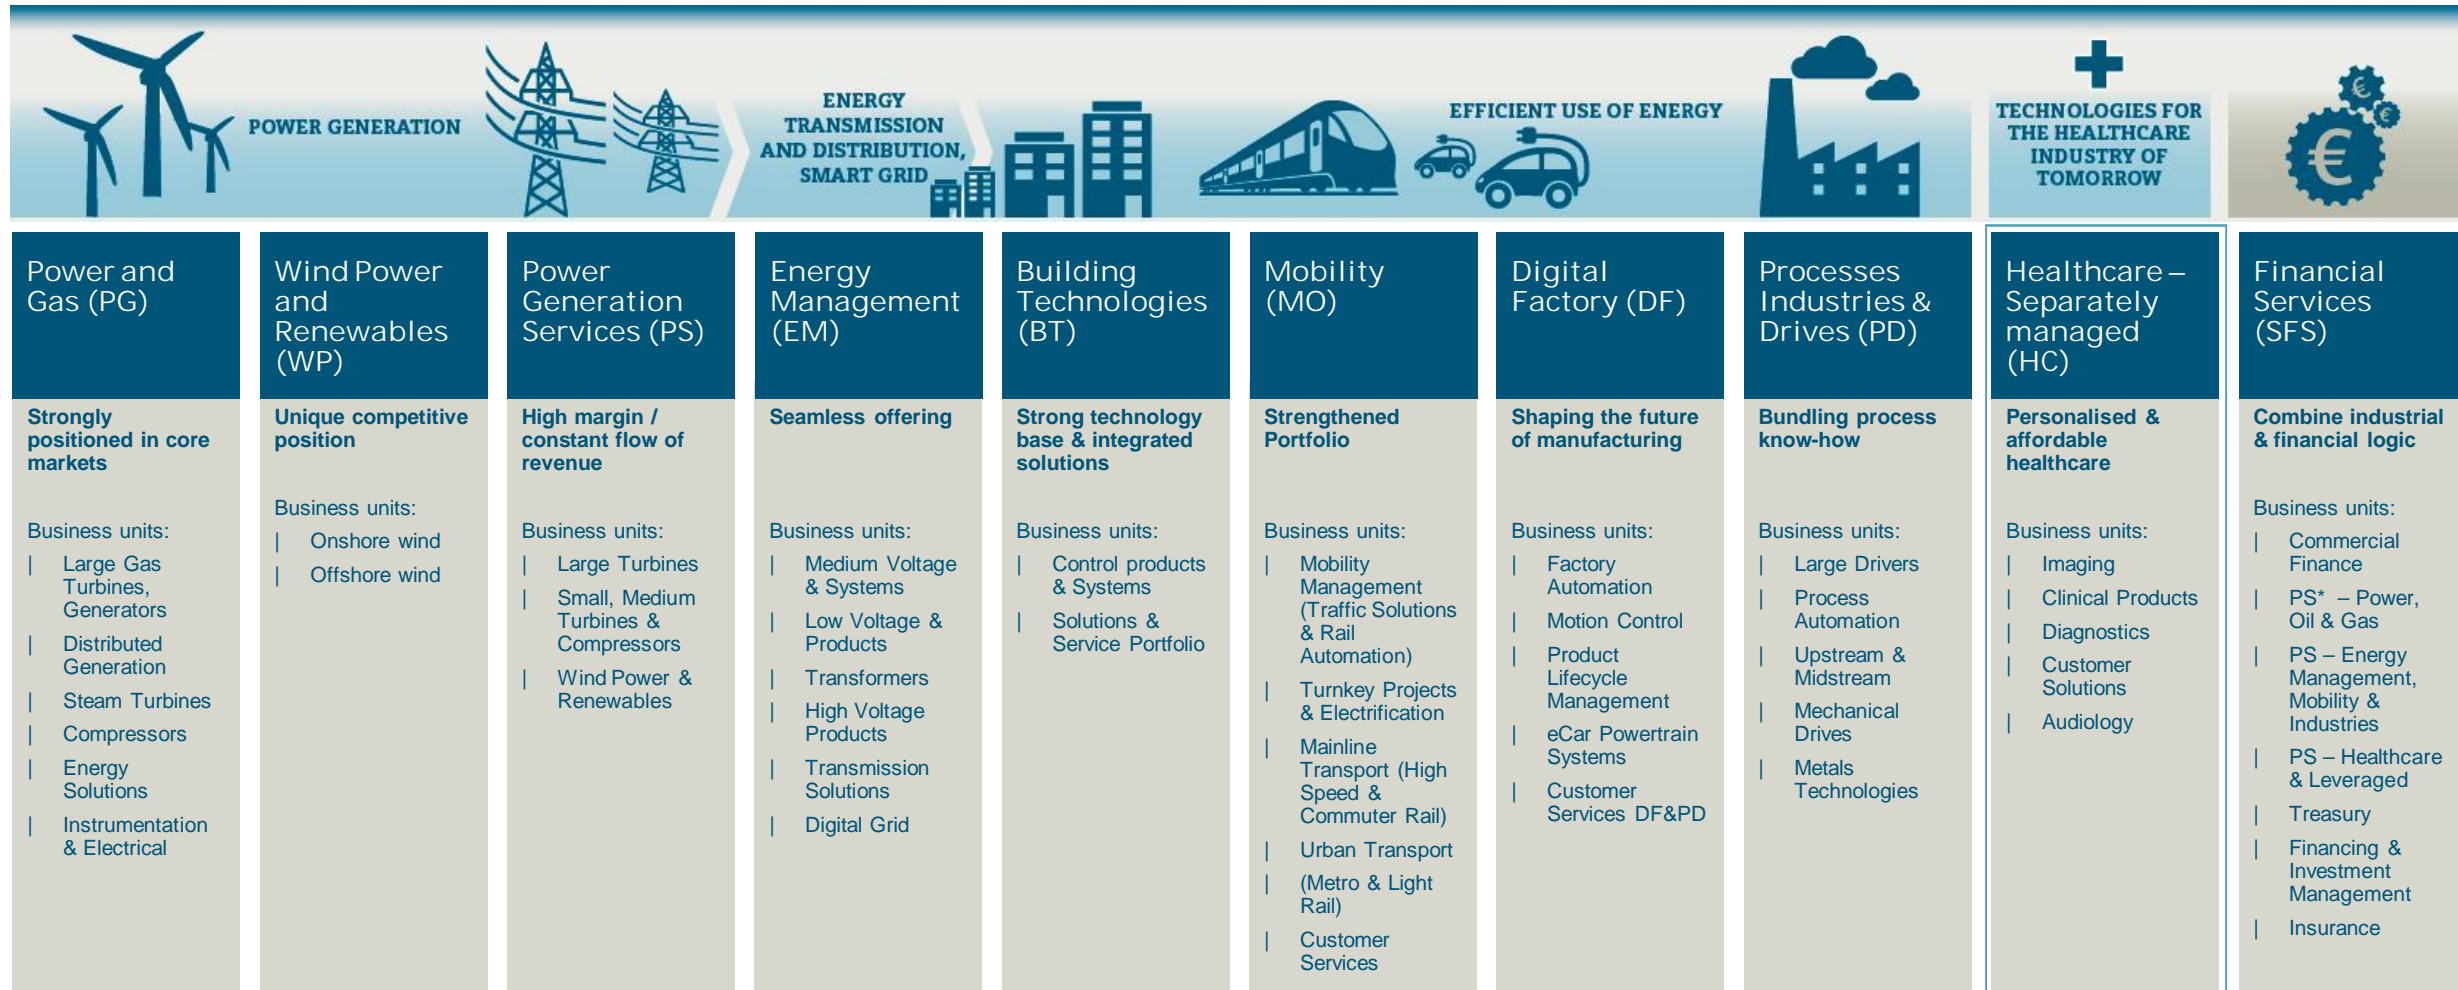 POWER GENERATION
ENERGY
TRANSMISSION
AND DISTRIBUTION,
SMART GRID
EFFICIENT USE OF ENERGY
TECHNOLOGIES FOR
THE HEALTHCARE
INDUSTRY OF
TOMORROW
€
€
€
Power and
Gas (PG)
Strongly
positioned in core
markets
Business units:
| Large Gas
Turbines,
Generators
| Distributed
Generation
| Steam Turbines
| Compressors
| Energy
Solutions
| Instrumentation
& Electrical
Wind Power
and
Renewables
(WP)
Unique competitive
position
Business units:
| Onshore wind
| Offshore wind
Power
Generation
Services (PS)
High margin /
constant flow of
revenue
Business units:
| Large Turbines
| Small, Medium
Turbines &
Compressors
| Wind Power &
Renewables
Energy
Management
(EM)
Seamless offering
Business units:
| Medium Voltage
& Systems
| Low Voltage &
Products
| Transformers
| High Voltage
Products
| Transmission
Solutions
| Digital Grid
Building
Technologies
(BT)
Strong technology
base & integrated
solutions
Business units:
| Control products
& Systems
| Solutions &
Service Portfolio
Mobility
(MO)
Strengthened
Portfolio
Business units:
| Mobility
Management
(Traffic Solutions
& Rail
Automation)
| Turnkey Projects
& Electrification
| Mainline
Transport (High
Speed &
Commuter Rail)
| Urban Transport
| (Metro & Light
Rail)
| Customer
Services
Digital
Factory (DF)
Shaping the future
of manufacturing
Business units:
| Factory
Automation
| Motion Control
| Product
Lifecycle
Management
| eCar Powertrain
Systems
| Customer
Services DF&PD
Processes
Industries &
Drives (PD)
Bundling process
know-how
Business units:
| Large Drivers
| Process
Automation
| Upstream &
Midstream
| Mechanical
Drives
| Metals
Technologies
Healthcare –
Separately
managed
(HC)
Personalised &
affordable
healthcare
Business units:
| Imaging
| Clinical Products
| Diagnostics
| Customer
Solutions
| Audiology
Financial
Services
(SFS)
Combine industrial
& financial logic
Business units:
| Commercial
Finance
| PS* – Power,
Oil & Gas
| PS – Energy
Management,
Mobility &
Industries
| PS – Healthcare
& Leveraged
| Treasury
| Financing &
Investment
Management
| Insurance